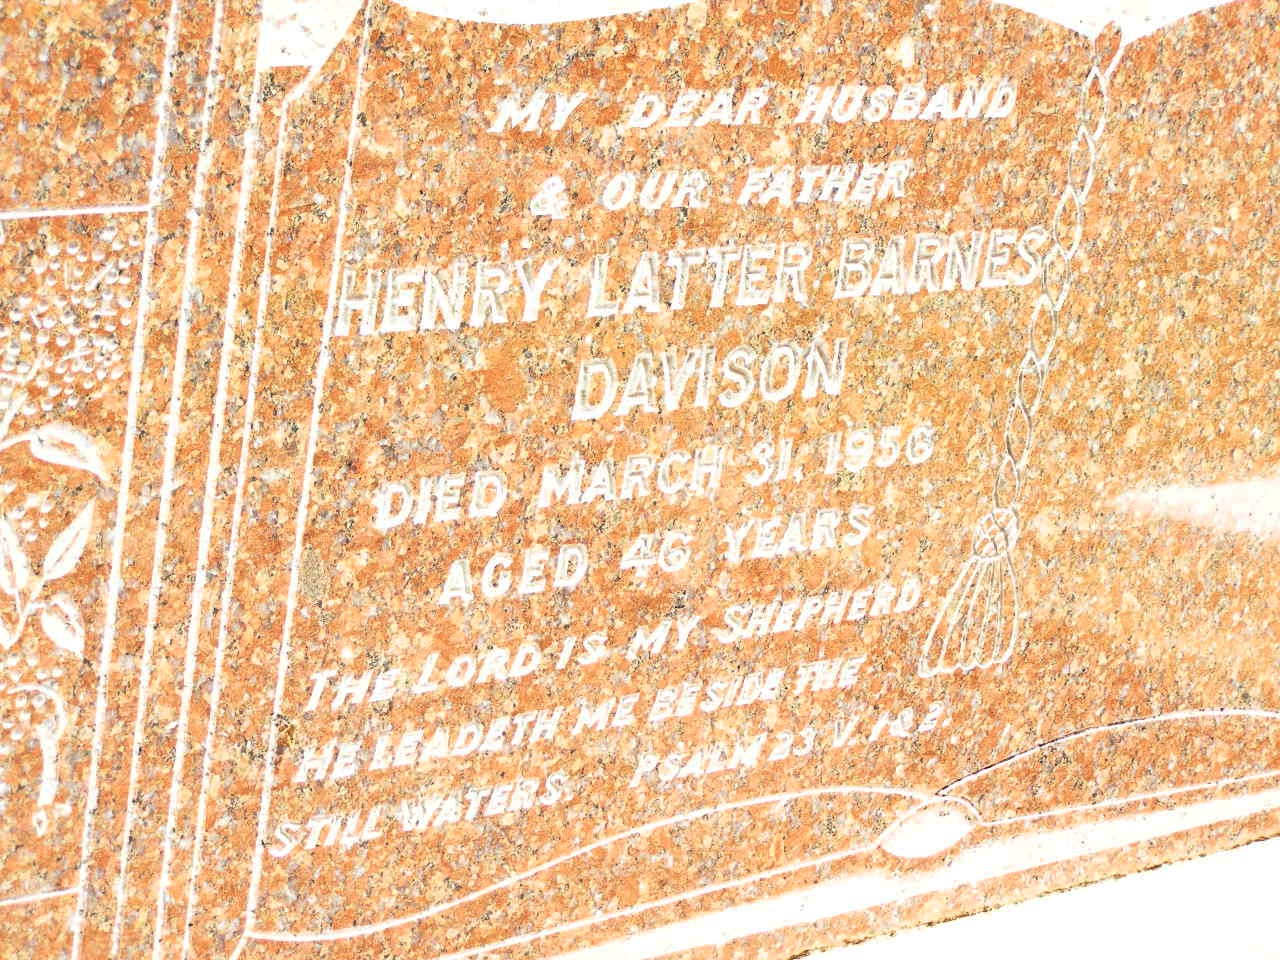 MY DEAR HUSBAND
& OUR FATHER
HENRY LATTER BARNES
DAVISON
DIED MARCH 31, 1956
AGED 46 YEARS.
THE LORD IS MY SHEPHERD.
HE LEADETH ME BESIDE THE
STILL WATERS. PSALM 23 V. 1 & 2.